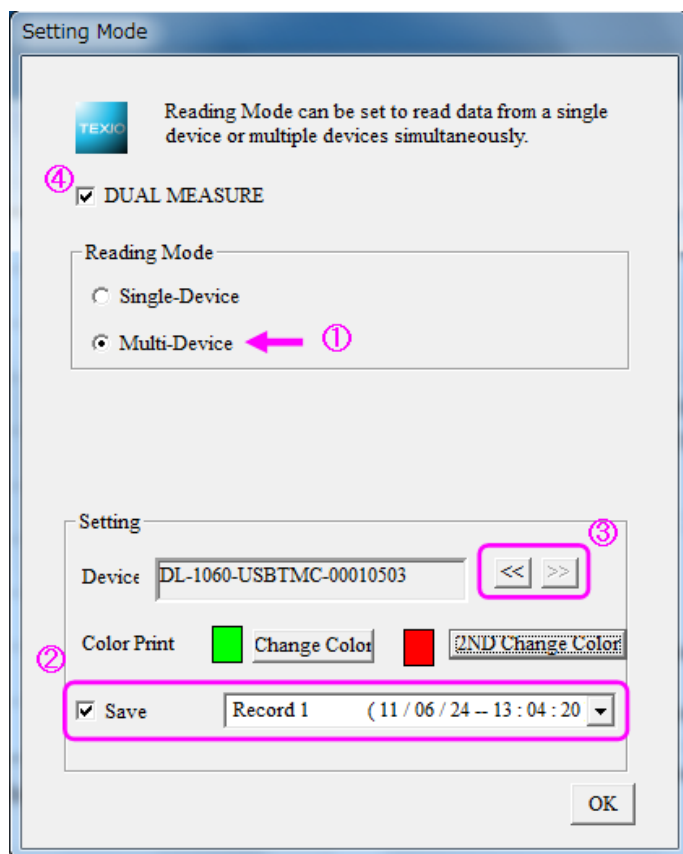 Setting Mode
TEXIO
Reading Mode can be set to read data from a single
device or multiple devices simultaneously.
④
DUAL MEASURE
Reading Mode
Single-Device
Multi-Device ①
Setting
③
Device DL-1060-USBTMC-00010503 << >>
Color Print Change Color 2ND Change Color
②
Save Record 1 ( 11 / 06 / 24 -- 13 : 04 : 20
OK